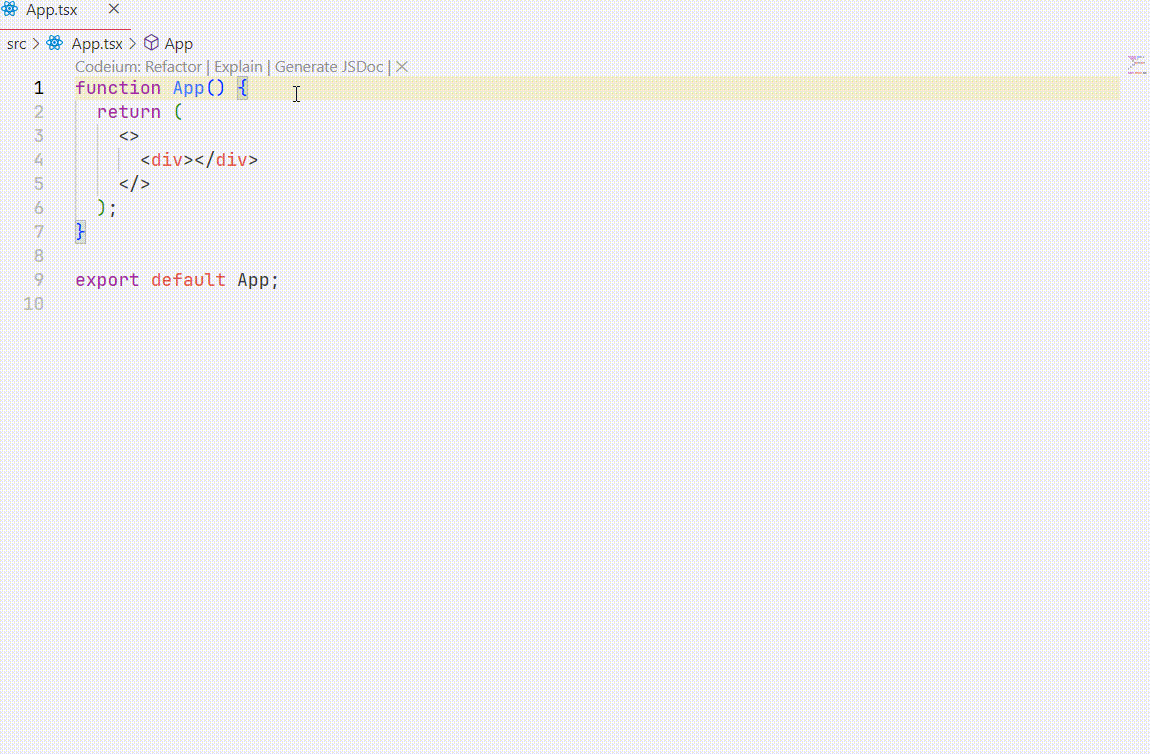 App.tsx
src > App.tsx > App
Codeium: Refactor | Explain | Generate JSDoc | ×
1 function App() {
2   return (
3     <>
4       <div></div>
5     </>
6   );
7 }
8
9 export default App;
10